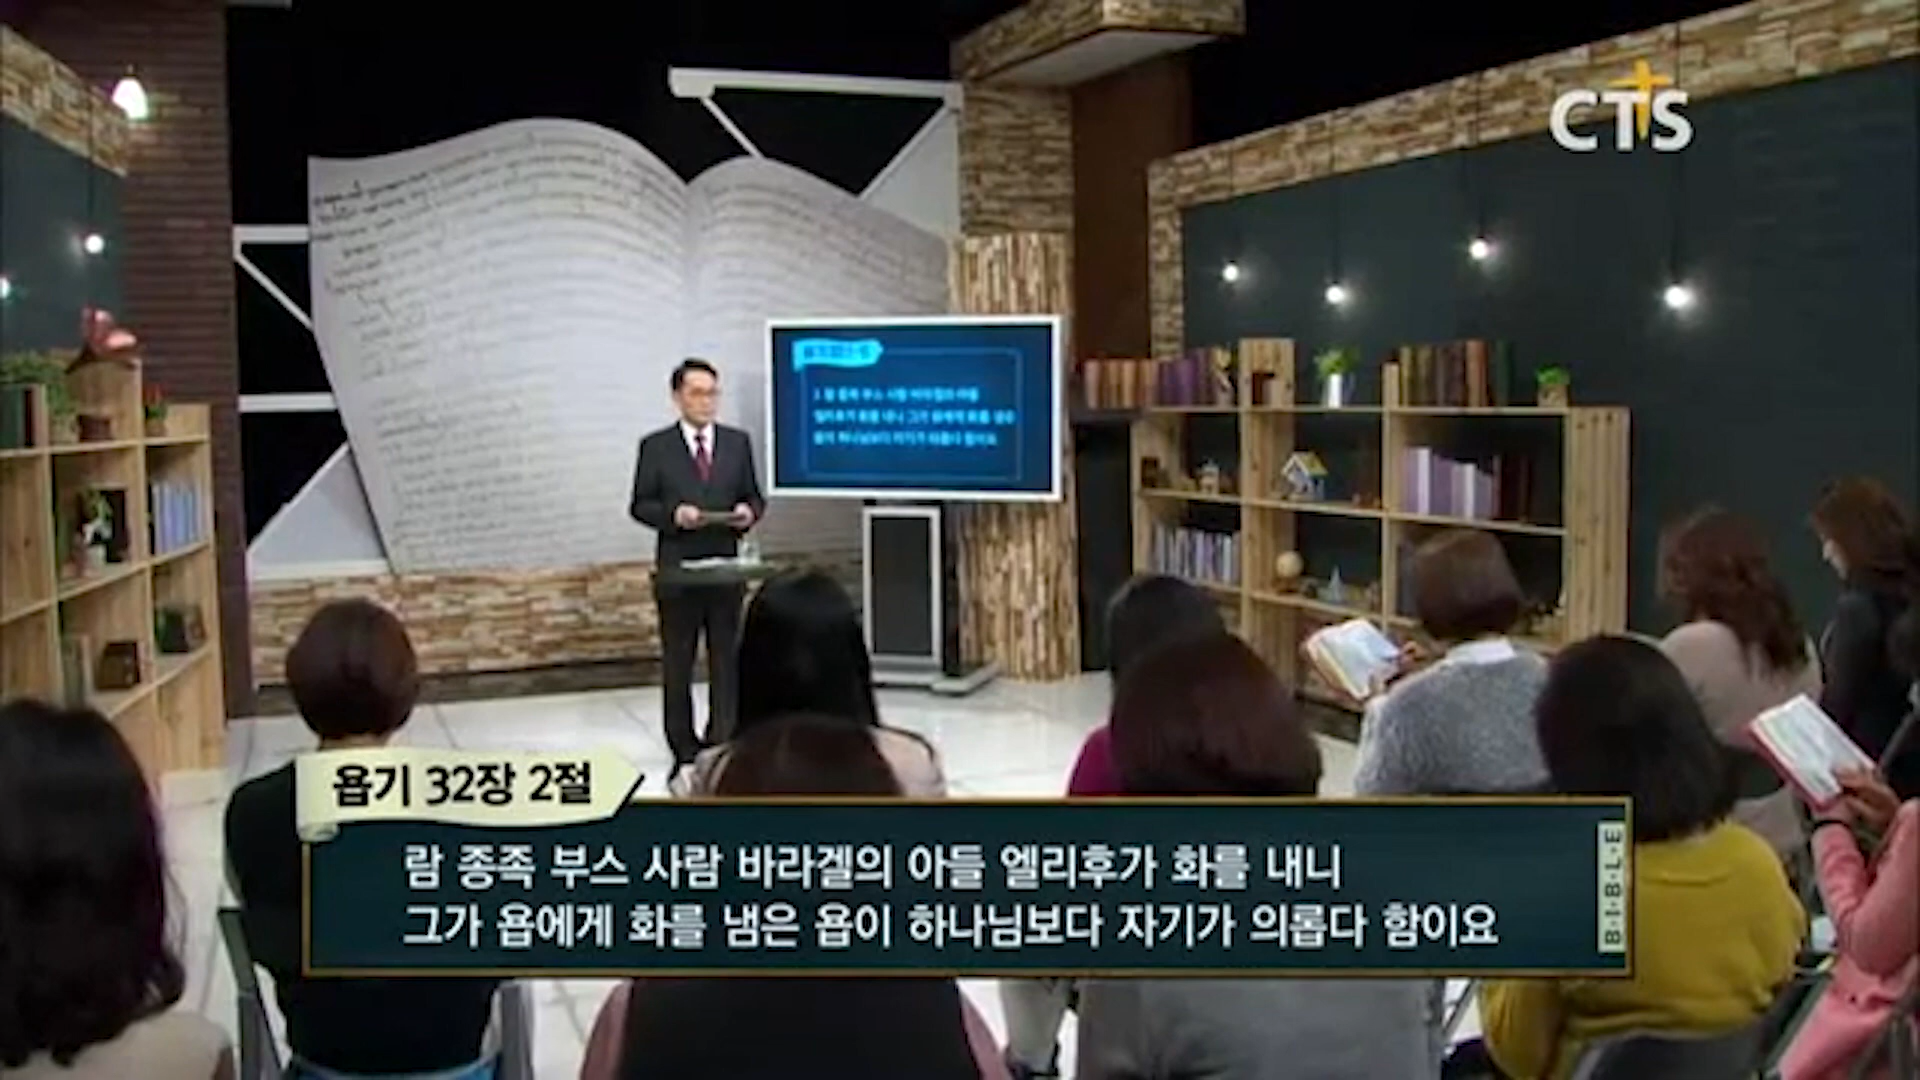 CTS
욥기 32장 2절
람 종족 부스 사람 바라겔의 아들 엘리후가 화를 내니
그가 욥에게 화를 냄은 욥이 하나님보다 자기가 의롭다 함이요
B·I·B·L·E